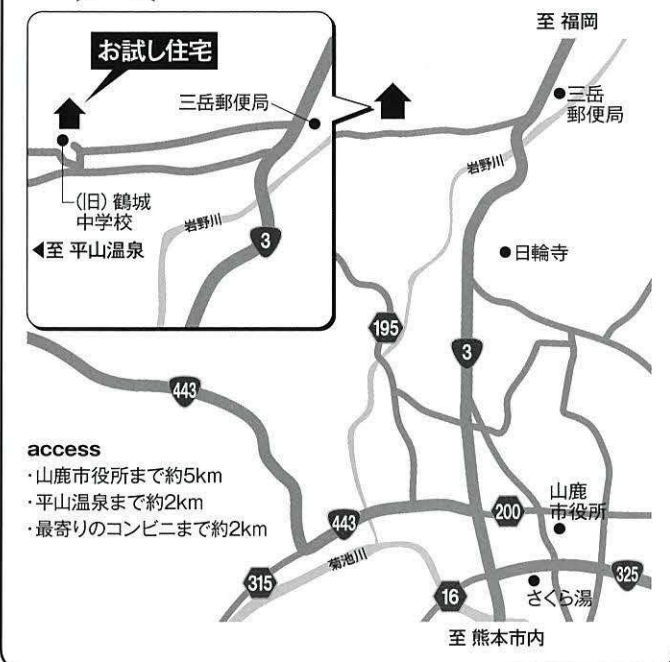 至 福岡
お試し住宅
三岳郵便局
(旧) 鶴城
中学校
岩野川
◀至 平山温泉
3
三岳
郵便局
岩野川
日輪寺
195
3
443
access
・山鹿市役所まで約5km
・平山温泉まで約2km
・最寄りのコンビニまで約2km
山鹿
市役所
200
443
菊池川
315
16
325
さくら湯
至 熊本市内